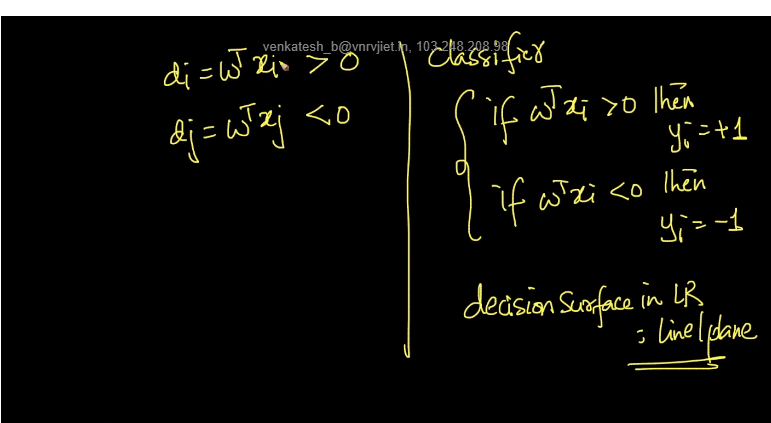 venkatesh_b@vnrvjiet.in, 103.248.208.98
di = wᵀxi > 0
dj = wᵀxj < 0
classifier
if wᵀxi > 0 then
yi = +1
if wᵀxi < 0 then
yi = -1
decision surface in LR
= line/plane